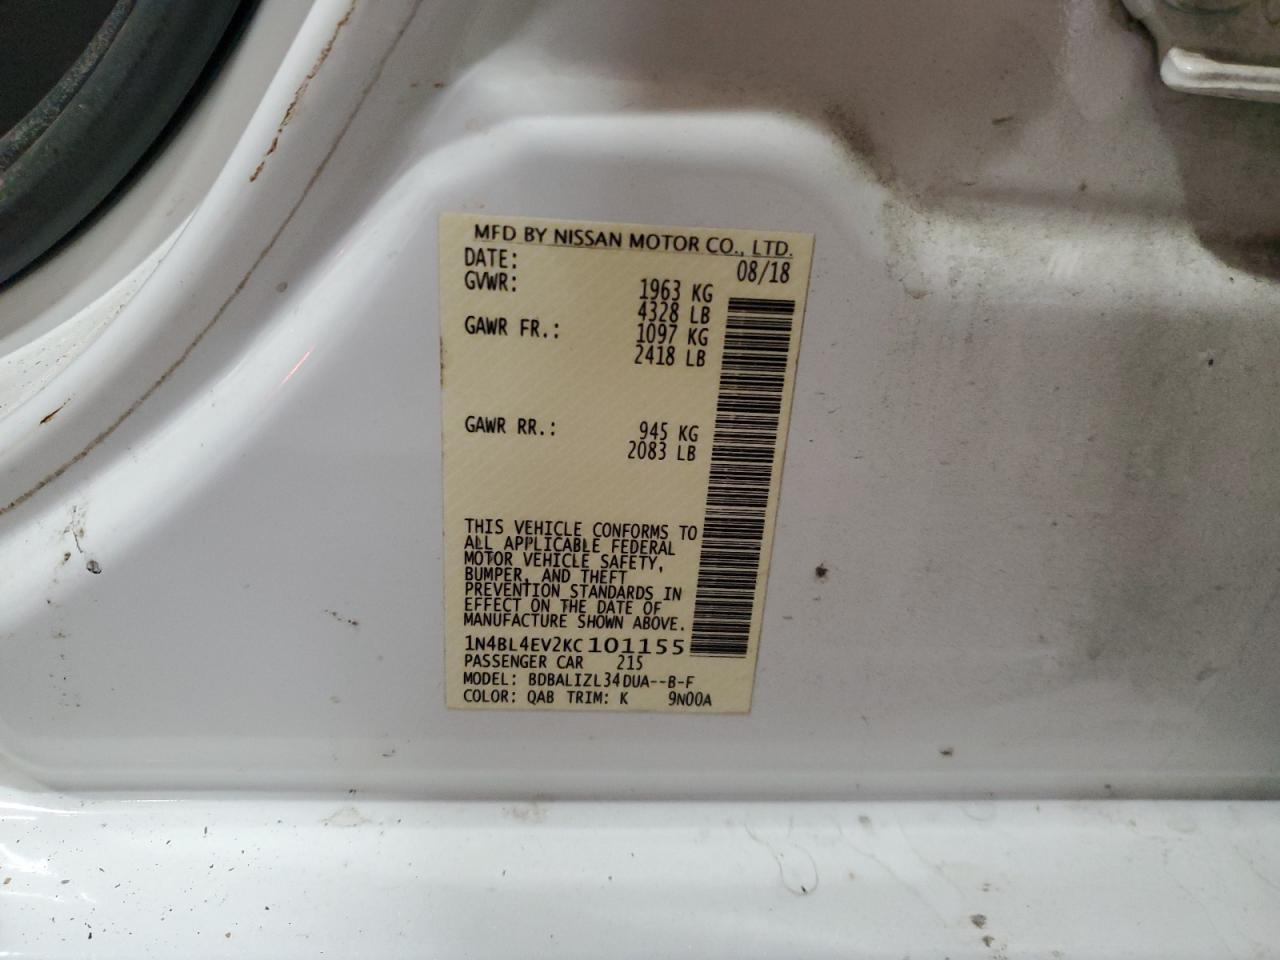 MFD BY NISSAN MOTOR CO., LTD.
DATE: 08/18
GVWR: 1963 KG
4328 LB
GAWR FR.: 1097 KG
2418 LB
GAWR RR.: 945 KG
2083 LB
THIS VEHICLE CONFORMS TO
ALL APPLICABLE FEDERAL
MOTOR VEHICLE SAFETY,
BUMPER, AND THEFT
PREVENTION STANDARDS IN
EFFECT ON THE DATE OF
MANUFACTURE SHOWN ABOVE.
1N4BL4EV2KC101155
PASSENGER CAR 215
MODEL: BDBALIZL34DUA--B-F
COLOR: QAB TRIM: K 9N00A